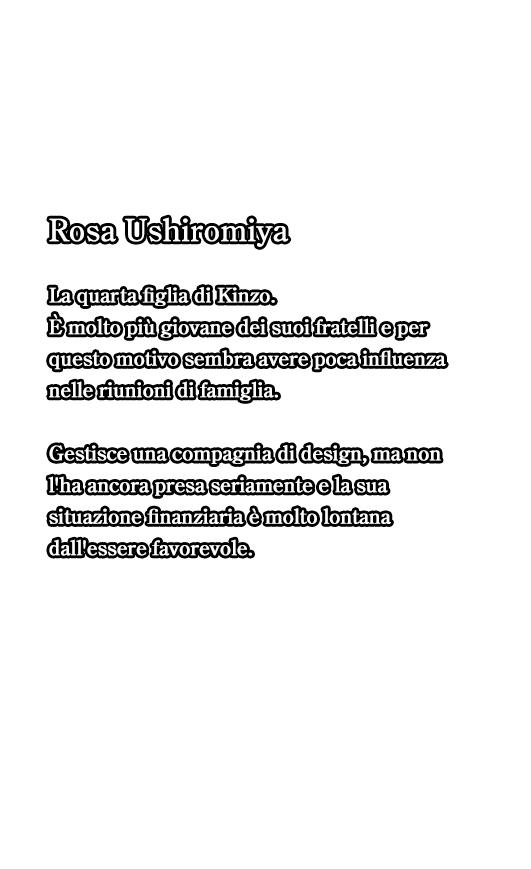 Rosa Ushiromiya
La quarta figlia di Kinzo.
È molto più giovane dei suoi fratelli e per
questo motivo sembra avere poca influenza
nelle riunioni di famiglia.
Gestisce una compagnia di design, ma non
l'ha ancora presa seriamente e la sua
situazione finanziaria è molto lontana
dall'essere favorevole.